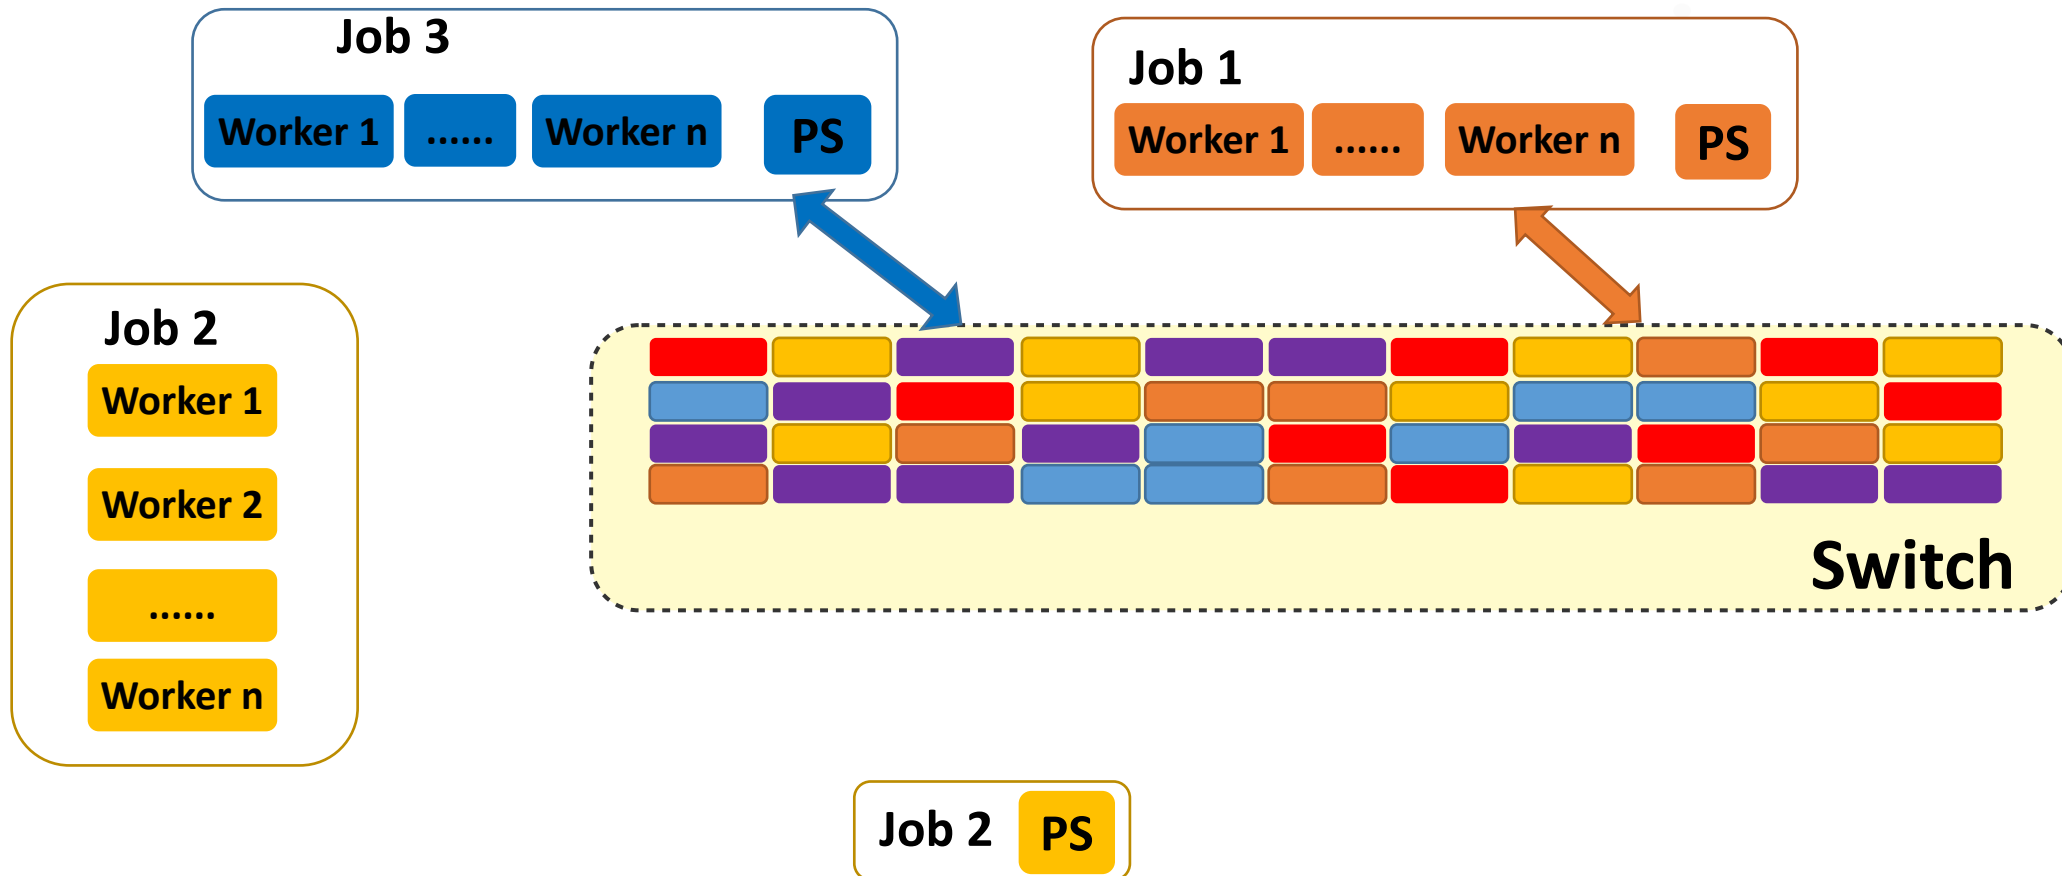 Job 3
Worker 1 ...... Worker n PS
Job 1
Worker 1 ...... Worker n PS
Job 2
Worker 1
Worker 2
......
Worker n
Switch
Job 2 PS